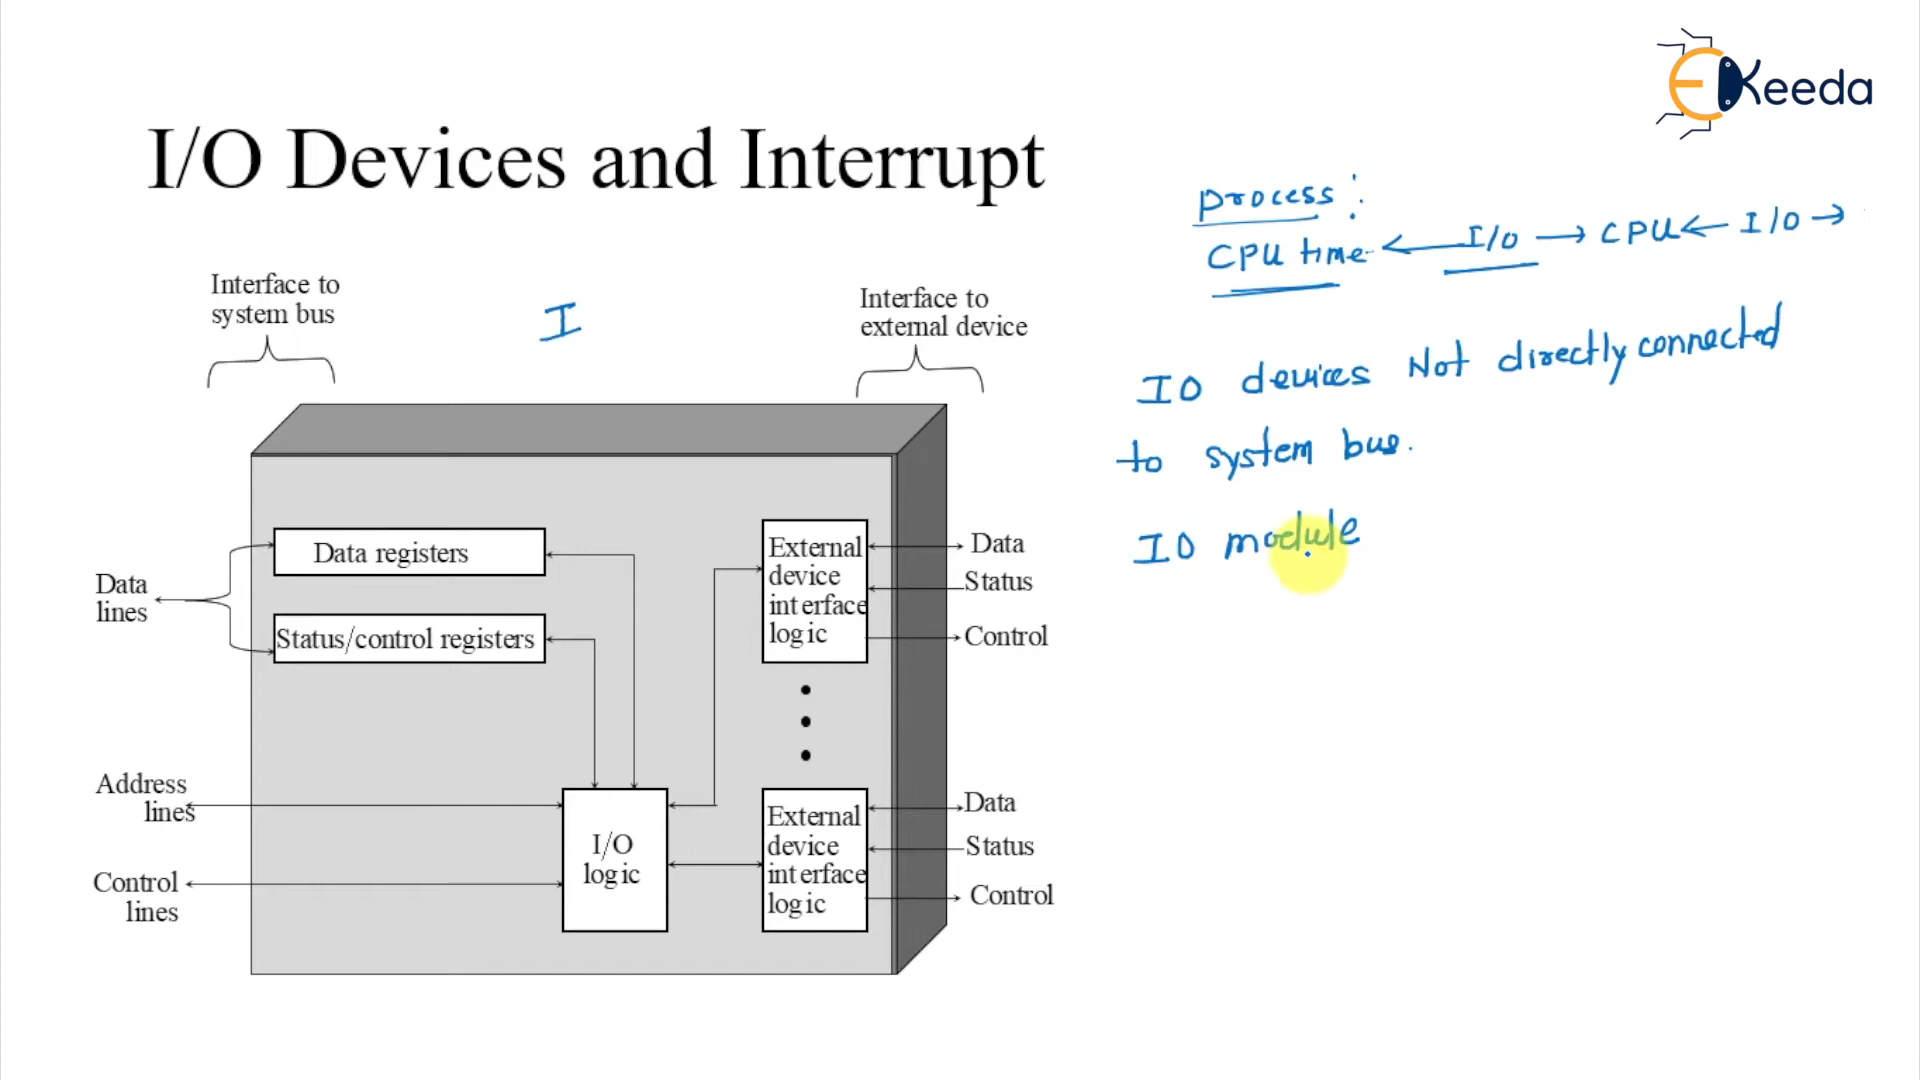 EKeeda
I/O Devices and Interrupt
process :
CPU time ← I/O → CPU ← I/O →
IO devices Not directly connected
to system bus.
IO module
Interface to
system bus
I
Interface to
external device
Data registers
Status/control registers
Data
lines
Address
lines
Control
lines
I/O
logic
External
device
interface
logic
Data
Status
Control
External
device
interface
logic
Data
Status
Control